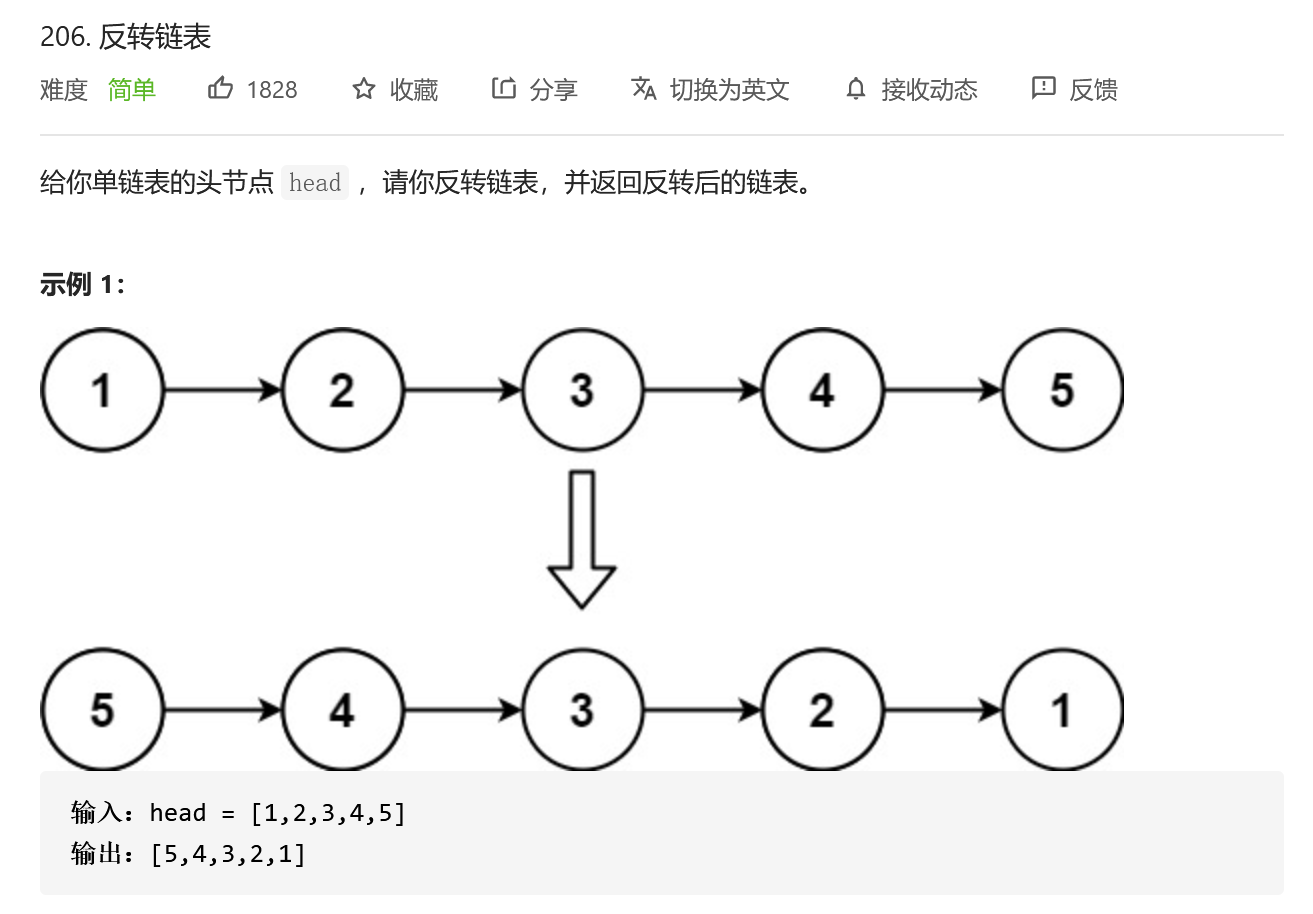 206. 反转链表
难度 简单 1828 收藏 分享 切换为英文 接收动态 反馈
给你单链表的头节点 head ，请你反转链表，并返回反转后的链表。
示例 1：
1 2 3 4 5
5 4 3 2 1
输入：head = [1,2,3,4,5]
输出：[5,4,3,2,1]